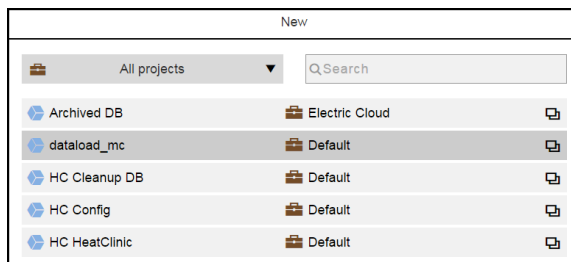 New
All projects
Search
Archived DB Electric Cloud
dataload_mc Default
HC Cleanup DB Default
HC Config Default
HC HeatClinic Default